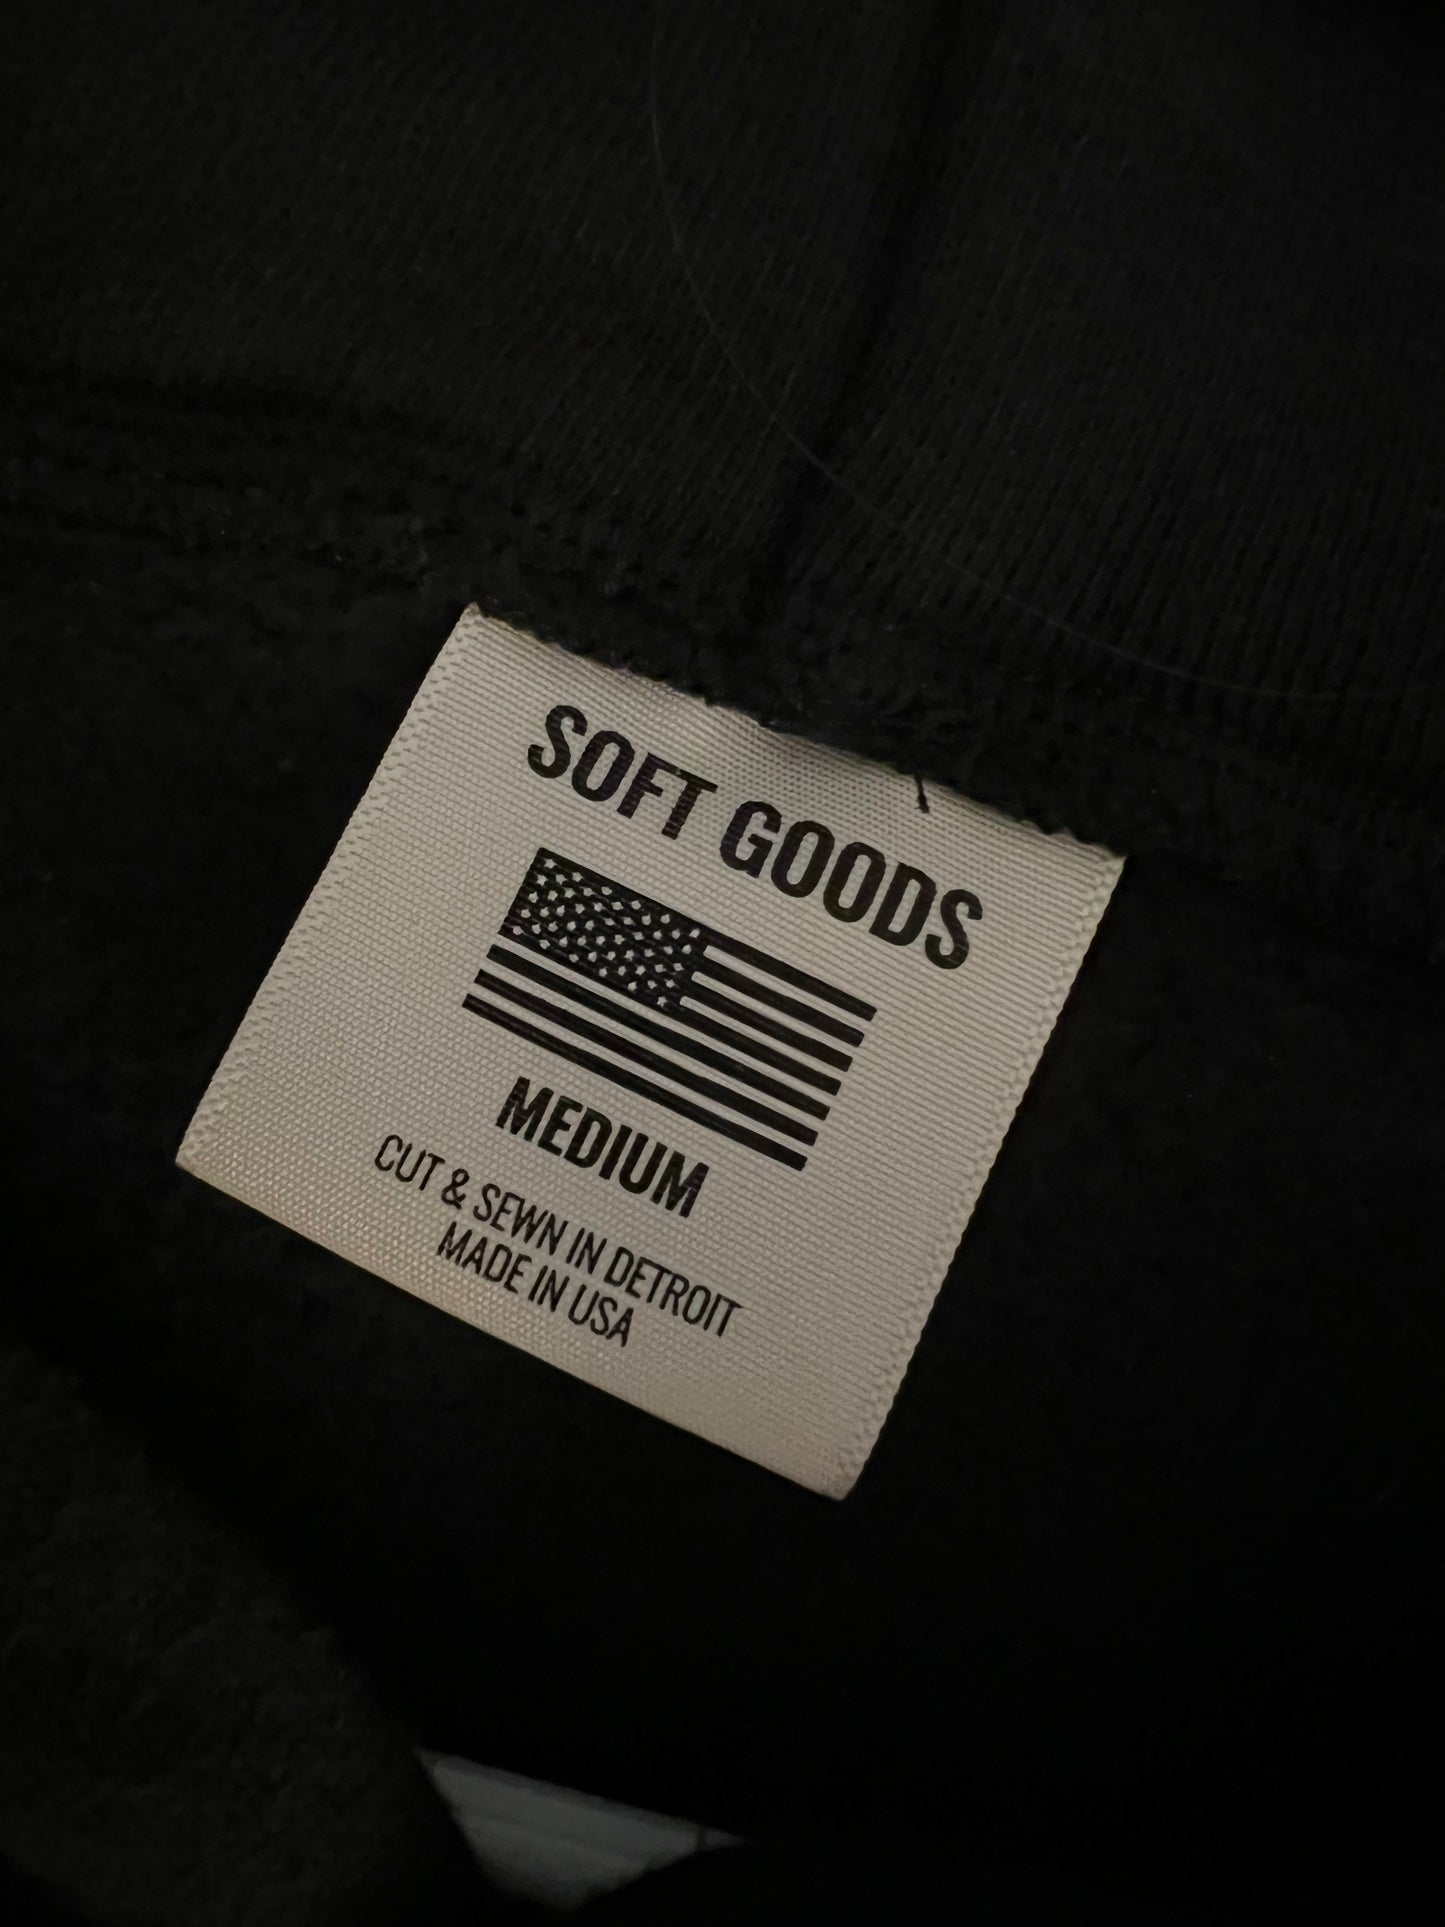 SOFT GOODS
MEDIUM
CUT & SEWN IN DETROIT
MADE IN USA